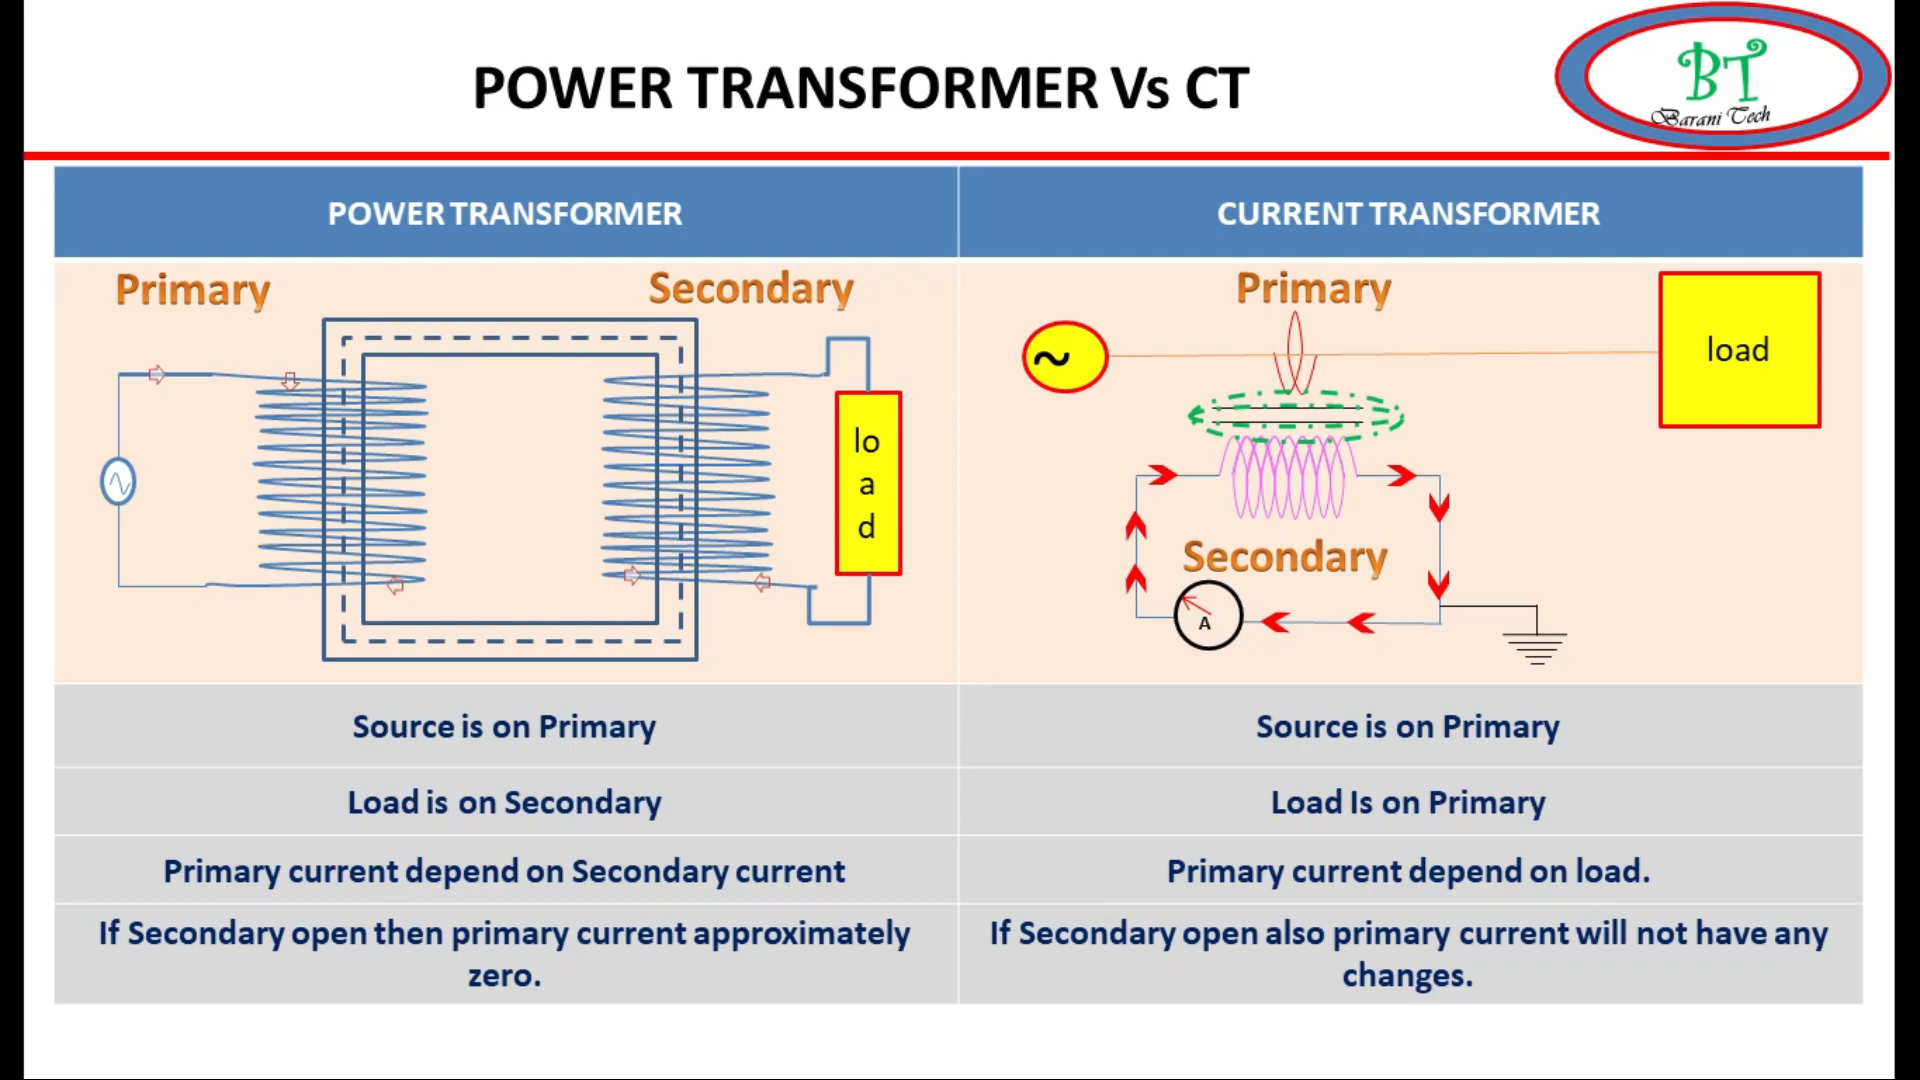 POWER TRANSFORMER Vs CT
BT
Barani Tech
POWER TRANSFORMER
CURRENT TRANSFORMER
Primary
Secondary
lo
a
d
Primary
~
load
Secondary
A
Source is on Primary
Source is on Primary
Load is on Secondary
Load Is on Primary
Primary current depend on Secondary current
Primary current depend on load.
If Secondary open then primary current approximately
zero.
If Secondary open also primary current will not have any
changes.